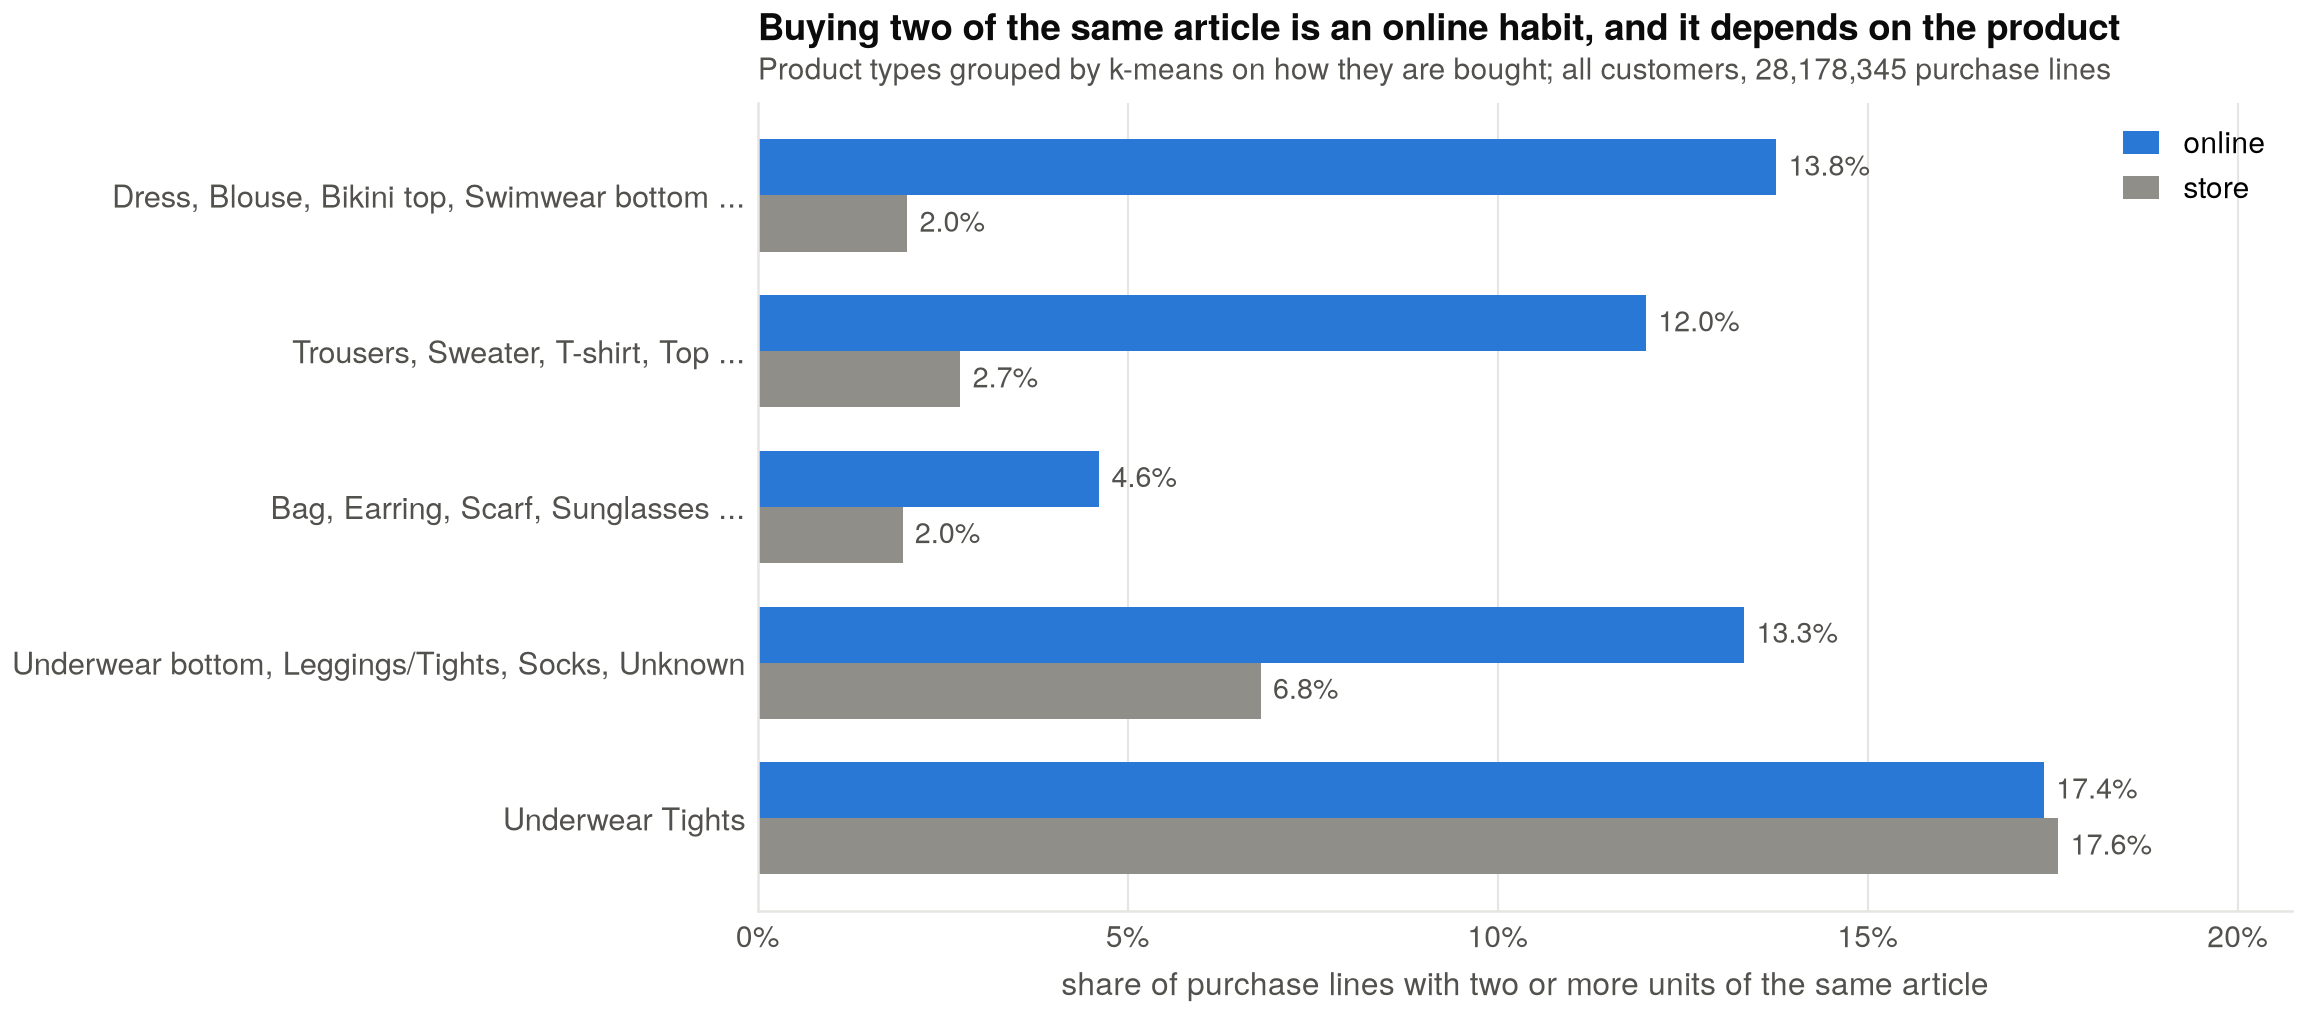 Buying two of the same article is an online habit, and it depends on the product
Product types grouped by k-means on how they are bought; all customers, 28,178,345 purchase lines
online
store
Dress, Blouse, Bikini top, Swimwear bottom ...
13.8%
2.0%
Trousers, Sweater, T-shirt, Top ...
12.0%
2.7%
Bag, Earring, Scarf, Sunglasses ...
4.6%
2.0%
Underwear bottom, Leggings/Tights, Socks, Unknown
13.3%
6.8%
Underwear Tights
17.4%
17.6%
0% 5% 10% 15% 20%
share of purchase lines with two or more units of the same article